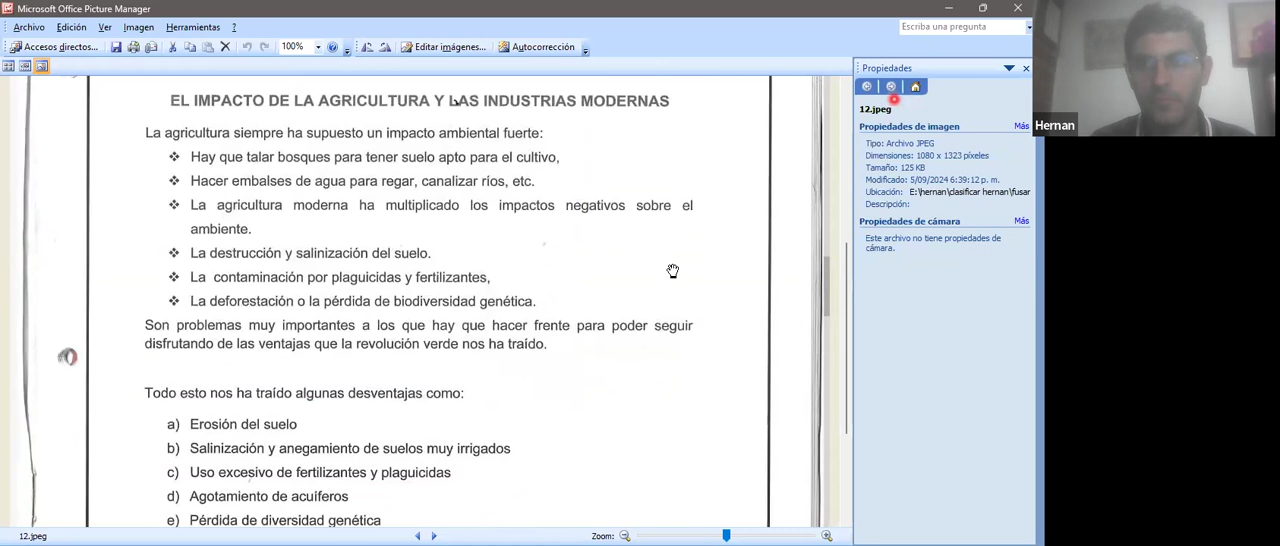 Microsoft Office Picture Manager
Archivo Edición Ver Imagen Herramientas ?
Escriba una pregunta
Accesos directos... 100% Editar imágenes... Autocorrección
EL IMPACTO DE LA AGRICULTURA Y LAS INDUSTRIAS MODERNAS
La agricultura siempre ha supuesto un impacto ambiental fuerte:
❖ Hay que talar bosques para tener suelo apto para el cultivo,
❖ Hacer embalses de agua para regar, canalizar ríos, etc.
❖ La agricultura moderna ha multiplicado los impactos negativos sobre el
ambiente.
❖ La destrucción y salinización del suelo.
❖ La contaminación por plaguicidas y fertilizantes,
❖ La deforestación o la pérdida de biodiversidad genética.
Son problemas muy importantes a los que hay que hacer frente para poder seguir
disfrutando de las ventajas que la revolución verde nos ha traído.
Todo esto nos ha traído algunas desventajas como:
a) Erosión del suelo
b) Salinización y anegamiento de suelos muy irrigados
c) Uso excesivo de fertilizantes y plaguicidas
d) Agotamiento de acuíferos
e) Pérdida de diversidad genética
Propiedades
12.jpeg
Propiedades de imagen Más
Tipo: Archivo JPEG
Dimensiones: 1080 x 1323 píxeles
Tamaño: 125 KB
Modificado: 5/09/2024 6:39:12 p. m.
Ubicación: E:\hernan\clasificar hernan\fusar
Descripción:
Propiedades de cámara Más
Este archivo no tiene propiedades de
cámara.
Hernan
12.jpeg
Zoom: